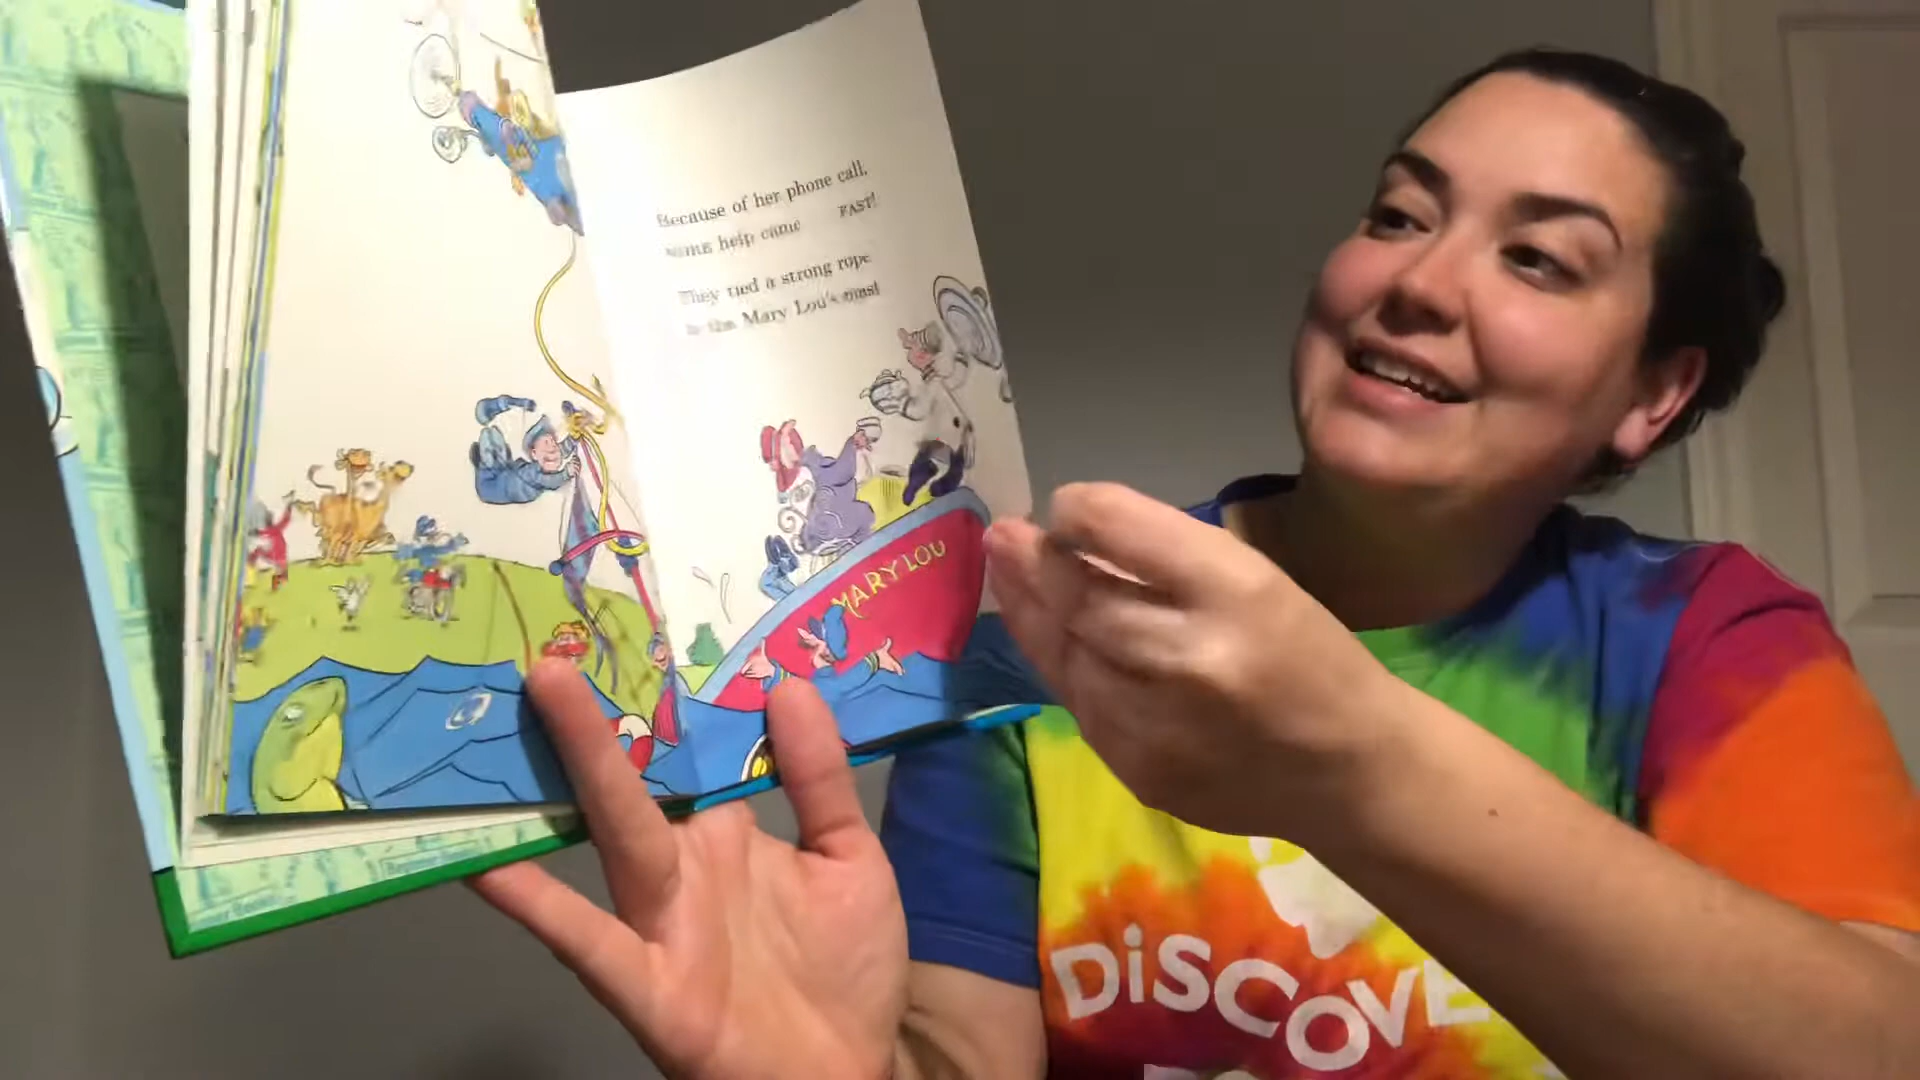 Because of her phone call,
some help came FAST!
They tied a strong rope
to the Mary Lou's mast
MARY LOU
DiSCOVE